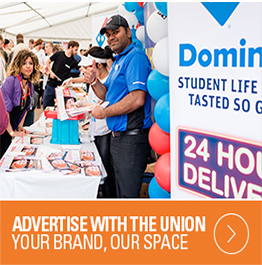 Domin
STUDENT LIFE
TASTED SO G
24 HOU
DELIVE
ADVERTISE WITH THE UNION
YOUR BRAND, OUR SPACE